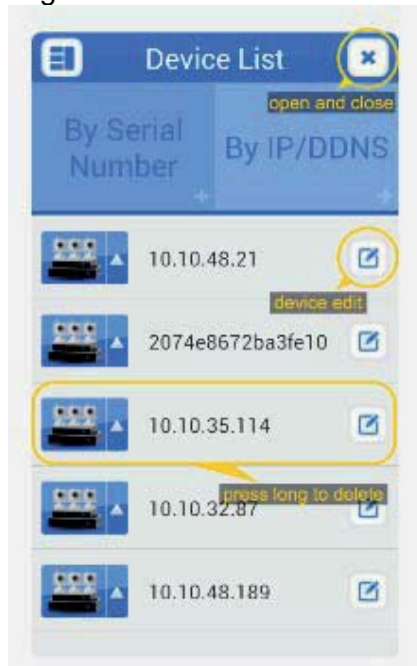 Device List
open and close
By Serial
Number
By IP/DDNS
10.10.48.21
device edit
2074e8672ba3fe10
10.10.35.114
press long to delete
10.10.32.87
10.10.48.189